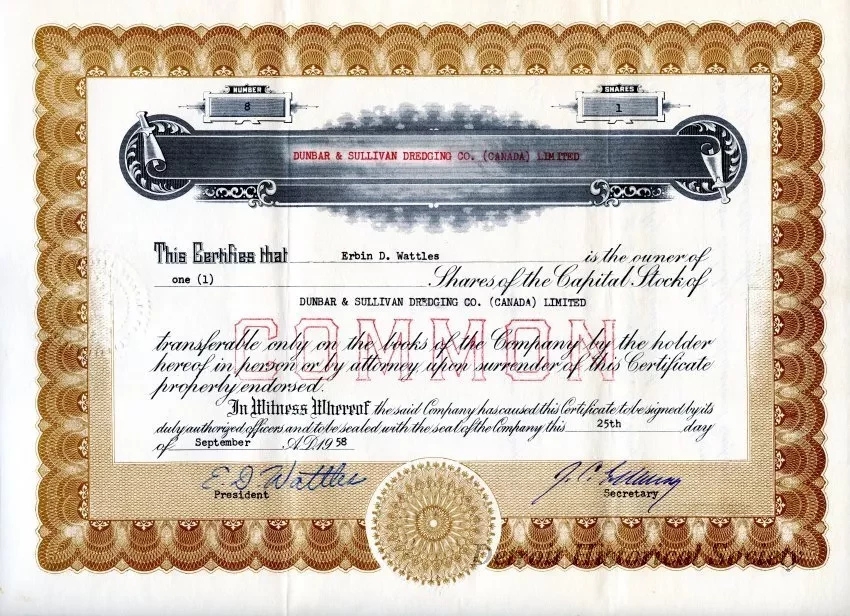 NUMBER
8
SHARES
1
DUNBAR & SULLIVAN DREDGING CO. (CANADA) LIMITED
This Certifies that Erbin D. Wattles is the owner of
one (1) Shares of the Capital Stock of
DUNBAR & SULLIVAN DREDGING CO. (CANADA) LIMITED
COMMON
transferable only on the books of the Company by the holder
hereof in person or by attorney, upon surrender of this Certificate
properly endorsed.
In Witness Whereof the said Company has caused this Certificate to be signed by its
duly authorized officers and to be sealed with the seal of the Company this 25th day
of September A.D. 1958
E. D. Wattles
President
Secretary
Detroit Historical Society